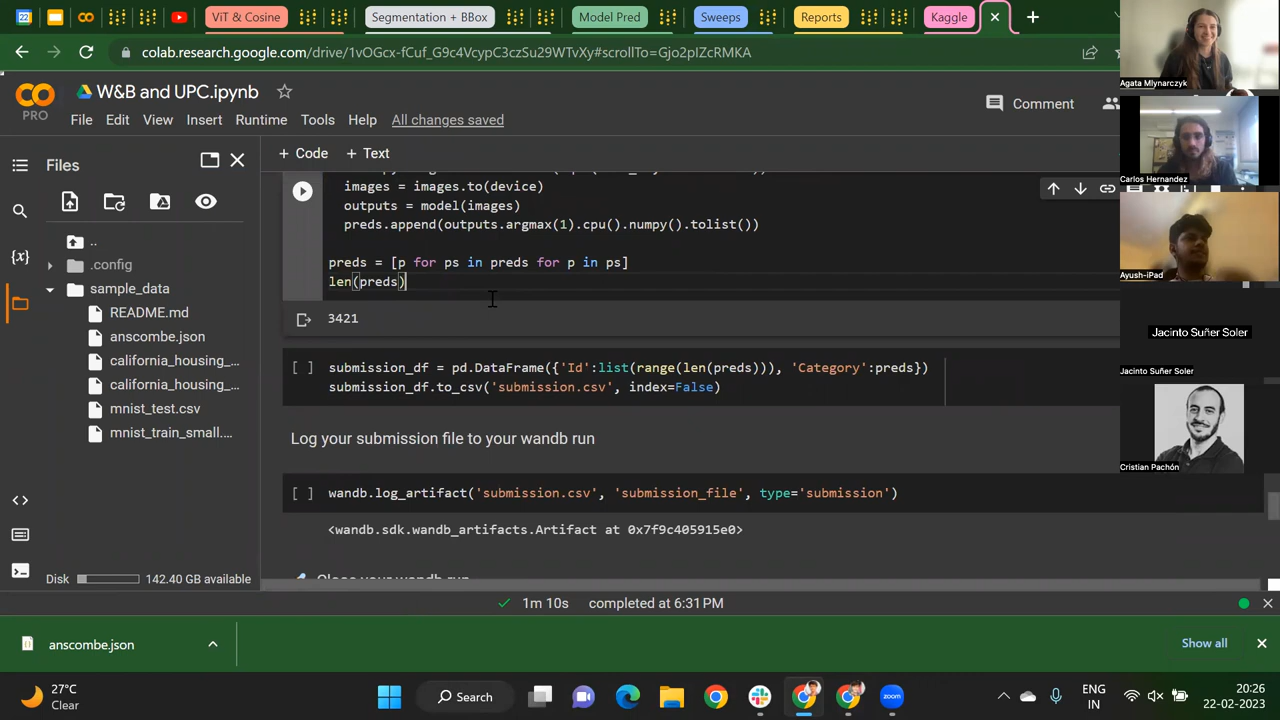 22
ViT & Cosine
Segmentation + BBox
Model Pred
Sweeps
Reports
Kaggle
colab.research.google.com/drive/1vOGcx-fCuf_G9c4VcypC3czSu29WTvXy#scrollTo=Gjo2pIZcRMKA
Agata Mlynarczyk
PRO
W&B and UPC.ipynb
File Edit View Insert Runtime Tools Help All changes saved
Comment
Files
+ Code + Text
Carlos Hernandez
images = images.to(device)
outputs = model(images)
preds.append(outputs.argmax(1).cpu().numpy().tolist())
..
.config
sample_data
README.md
anscombe.json
california_housing_...
california_housing_...
mnist_test.csv
mnist_train_small....
{x}
preds = [p for ps in preds for p in ps]
len(preds)
3421
Ayush-iPad
Jacinto Suñer Soler
Jacinto Suñer Soler
[ ] submission_df = pd.DataFrame({'Id':list(range(len(preds))), 'Category':preds})
submission_df.to_csv('submission.csv', index=False)
Log your submission file to your wandb run
Cristian Pachón
[ ] wandb.log_artifact('submission.csv', 'submission_file', type='submission')
<wandb.sdk.wandb_artifacts.Artifact at 0x7f9c405915e0>
Disk 142.40 GB available
1m 10s completed at 6:31 PM
anscombe.json
Show all
27°C
Clear
Search
zoom
ENG
IN
20:26
22-02-2023